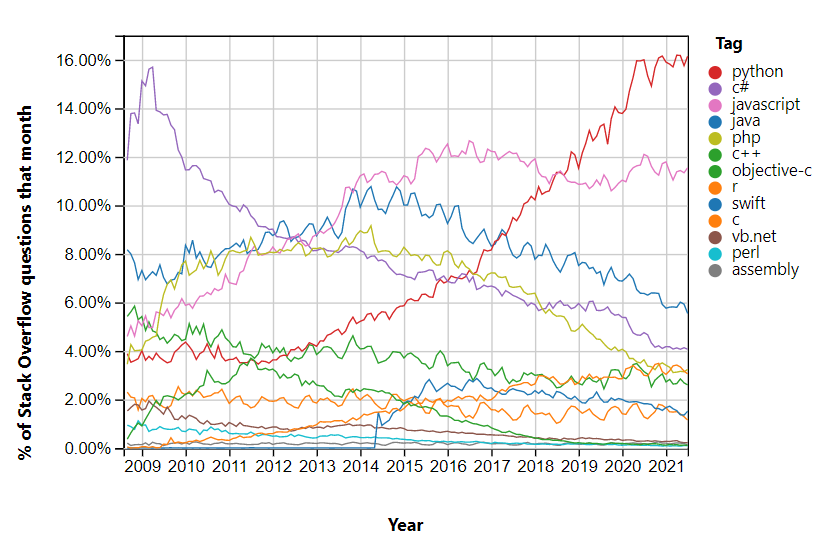 % of Stack Overflow questions that month
16.00%
14.00%
12.00%
10.00%
8.00%
6.00%
4.00%
2.00%
0.00%
2009 2010 2011 2012 2013 2014 2015 2016 2017 2018 2019 2020 2021
Year
Tag
python
c#
javascript
java
php
c++
objective-c
r
swift
c
vb.net
perl
assembly